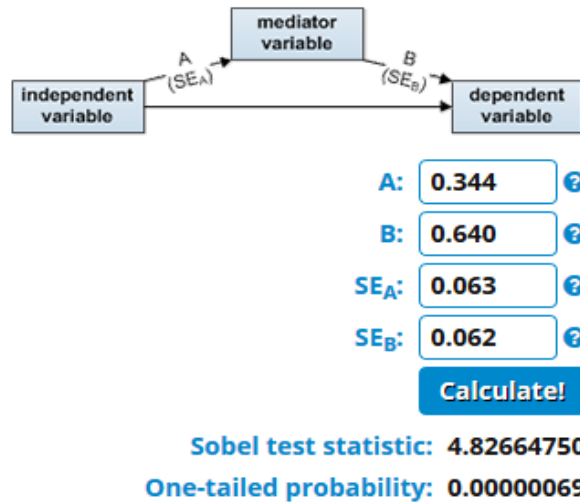 mediator
variable
A
(SEA)
B
(SEB)
independent
variable
dependent
variable
A: 0.344 ?
B: 0.640 ?
SEA: 0.063 ?
SEB: 0.062 ?
Calculate!
Sobel test statistic: 4.82664750
One-tailed probability: 0.00000069